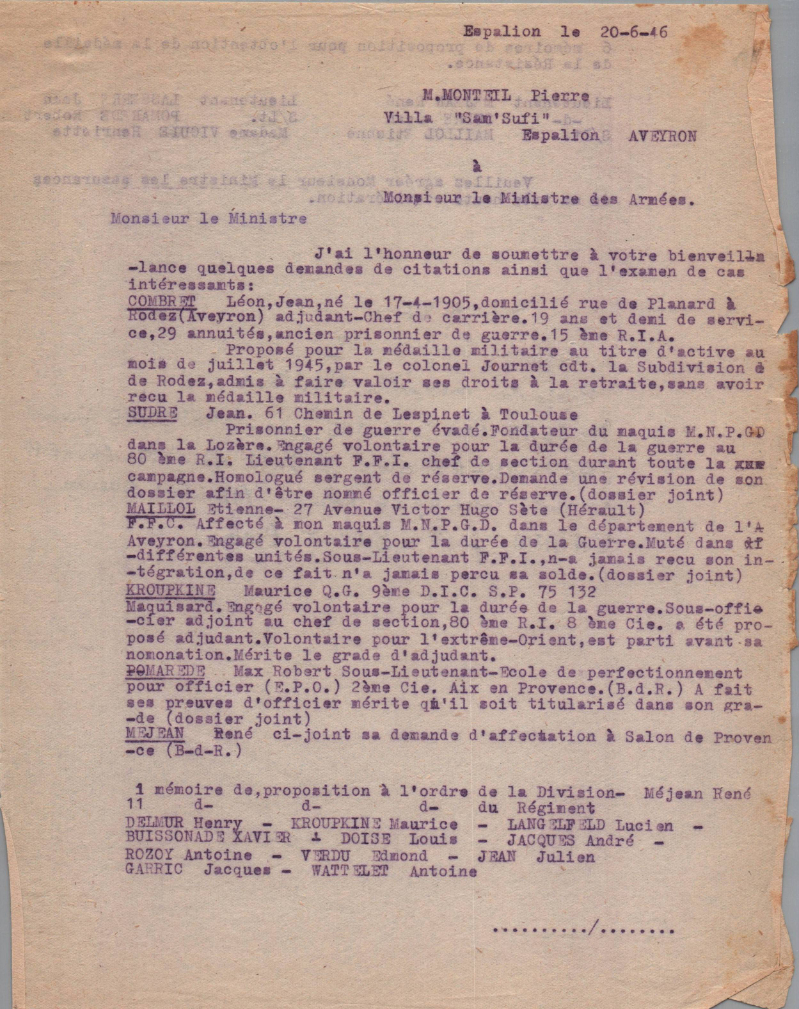 Espalion le 20-6-46
M.MONTEIL Pierre
Villa "Sam'Sufi"
Espalion AVEYRON
à
Monsieur le Ministre des Armées.
Monsieur le Ministre
J'ai l'honneur de soumettre à votre bienveilla
-lance quelques demandes de citations ainsi que l'examen de cas
intéressamts:
COMBRET Léon,Jean,né le 17-4-1905,domicilié rue de Planard à
Rodez(Aveyron) adjudant-Chef de carrière.19 ans et demi de servi-
ce,29 annuités,ancien prisonnier de guerre.15 ème R.I.A.
Proposé pour la médaille militaire au titre d'active au
mois de juillet 1945,par le colonel Journet cdt. la Subdivision d
de Rodez,admis à faire valoir ses droits à la retraite,sans avoir
recu la médaille militaire.
SUDRE Jean. 61 Chemin de Lespinet à Toulouse
Prisonnier de guerre évadé.Fondateur du maquis M.N.P.GD
dans la Lozère.Engagé volontaire pour la durée de la guerre au
80 ème R.I. Lieutenant F.F.I. chef de section durant toute la xxx
campagne.Homologué sergent de réserve.Demande une révision de son
dossier afin d'être nommé officier de réserve.(dossier joint)
MAILLOL Etienne- 27 Avenue Victor Hugo Sète (Hérault)
F.F.C. Affecté à mon maquis M.N.P.G.D. dans le département de l'A
Aveyron.Engagé volontaire pour la durée de la Guerre.Muté dans df
-différentes unités.Sous-Lieutenant F.F.I.,n-a jamais recu son in-
-tégration,de ce fait n'a jamais percu sa solde.(dossier joint)
KROUPKINE Maurice Q.G. 9ème D.I.C. S.P. 75 132
Maquisard.Engagé volontaire pour la durée de la guerre.Sous-offie
-cier adjoint au chef de section,80 ème R.I. 8 ème Cie. a été pro-
posé adjudant.Volontaire pour l'extrême-Orient,est parti avant sa
nomonation.Mérite le grade d'adjudant.
POMAREDE Max Robert Sous-Lieutenant-Ecole de perfectionnement
pour officier (E.P.O.) 2ème Cie. Aix en Provence.(B.d.R.) A fait
ses preuves d'officier mérite qu'il soit titularisé dans son gra-
-de (dossier joint)
MEJEAN René ci-joint sa demande d'affectation à Salon de Proven
-ce (B-d-R.)
1 mémoire de,proposition à l'ordre de la Division- Méjean René
11 d- d- d- du Régiment
DELMUR Henry - KROUPKINE Maurice - LANGELFELD Lucien -
BUISSONADE XAVIER - DOISE Louis - JACQUES André -
ROZOY Antoine - VERDU Edmond - JEAN Julien
GARRIC Jacques - WATTELET Antoine
........../........